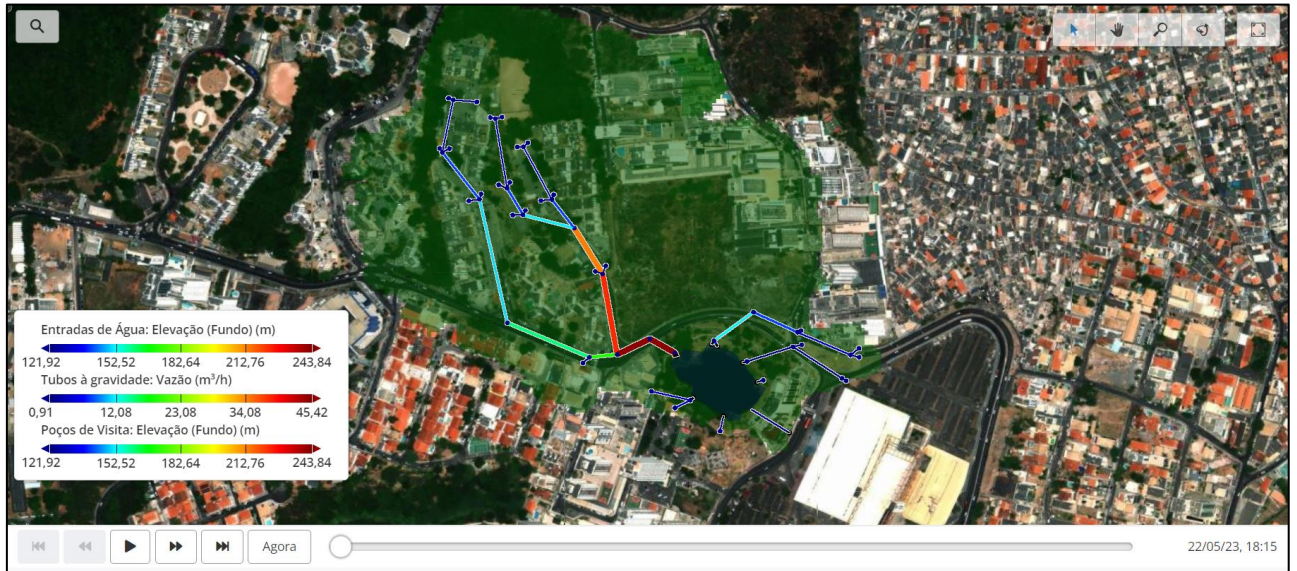 Entradas de Água: Elevação (Fundo) (m)
121,92 152,52 182,64 212,76 243,84
Tubos à gravidade: Vazão (m³/h)
0,91 12,08 23,08 34,08 45,42
Poços de Visita: Elevação (Fundo) (m)
121,92 152,52 182,64 212,76 243,84
Agora
22/05/23, 18:15